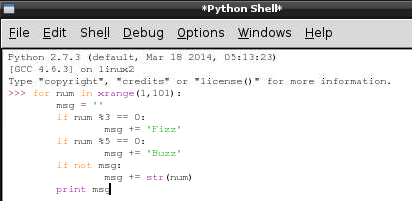 *Python Shell*
File Edit Shell Debug Options Windows Help
Python 2.7.3 (default, Mar 18 2014, 05:13:23)
[GCC 4.6.3] on linux2
Type "copyright", "credits" or "license()" for more information.
>>> for num in xrange(1,101):
        msg = ''
        if num %3 == 0:
                msg += 'Fizz'
        if num %5 == 0:
                msg += 'Buzz'
        if not msg:
                msg += str(num)
        print msg